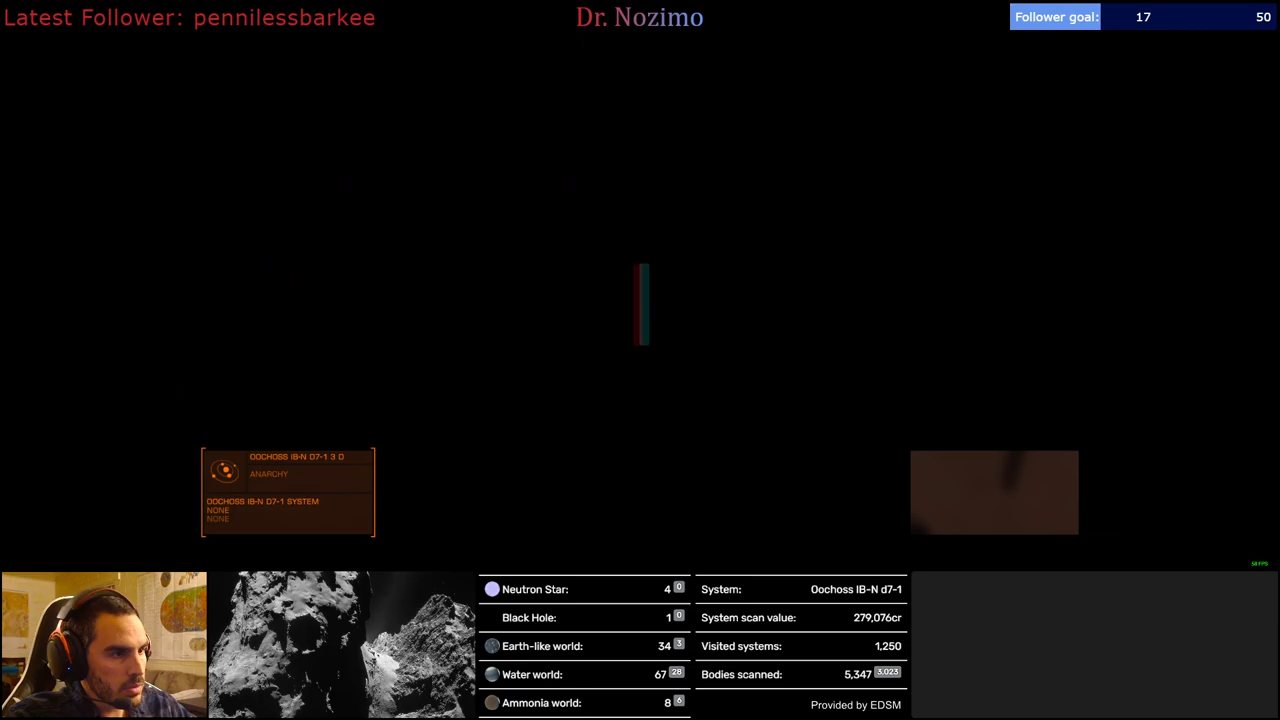 Latest Follower: pennilessbarkee
Dr. Nozimo
Follower goal: 17 50
OOCHOSS IB-N D7-1 3 D
ANARCHY
OOCHOSS IB-N D7-1 SYSTEM
NONE
NONE
58 FPS
Neutron Star: 4 0
Black Hole: 1 0
Earth-like world: 34 3
Water world: 67 28
Ammonia world: 8 6
System: Oochoss IB-N d7-1
System scan value: 279,076cr
Visited systems: 1,250
Bodies scanned: 5,347 3,023
Provided by EDSM